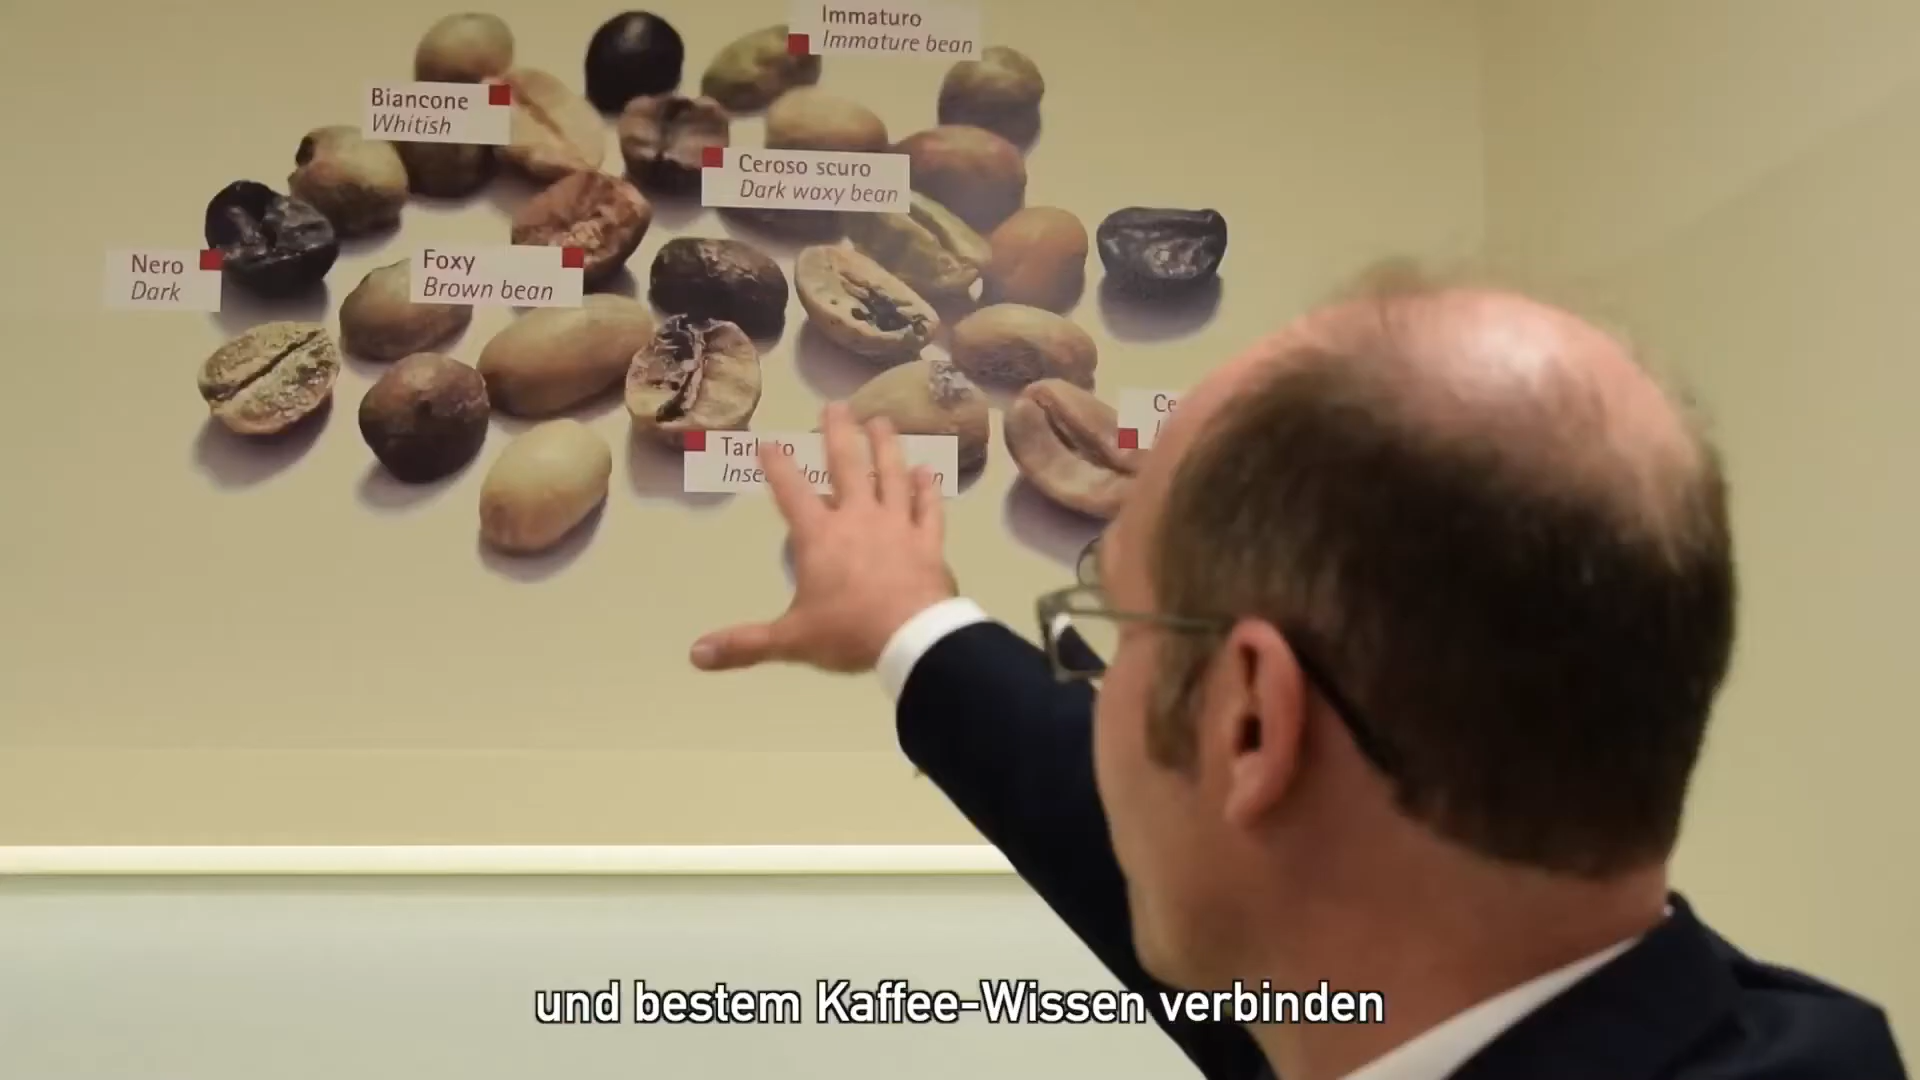 Immaturo
Immature bean
Biancone
Whitish
Ceroso scuro
Dark waxy bean
Nero
Dark
Foxy
Brown bean
und bestem Kaffee-Wissen verbinden